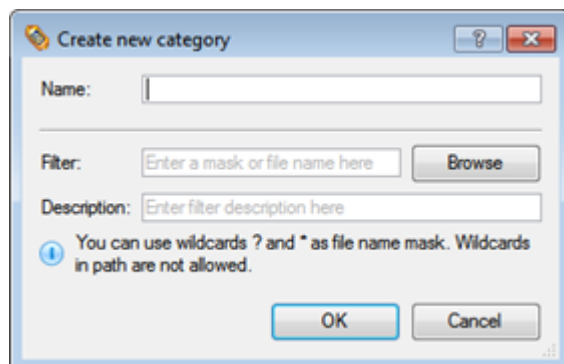 Create new category
Name:
Filter: Enter a mask or file name here Browse
Description: Enter filter description here
You can use wildcards ? and * as file name mask. Wildcards
in path are not allowed.
OK Cancel